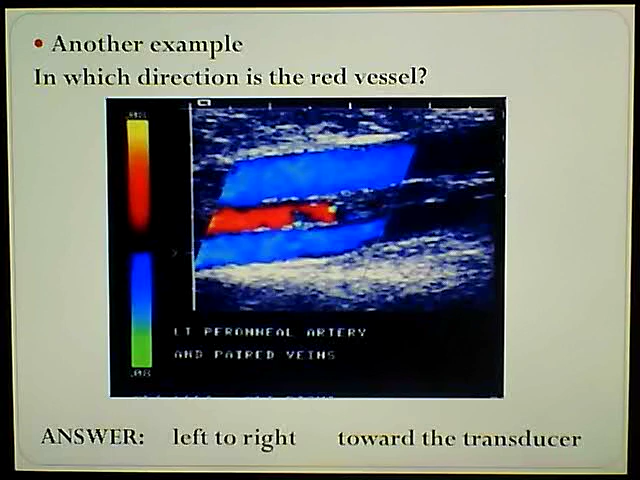 • Another example
In which direction is the red vessel?
LT PERONNEAL ARTERY
AND PAIRED VEINS
ANSWER: left to right toward the transducer